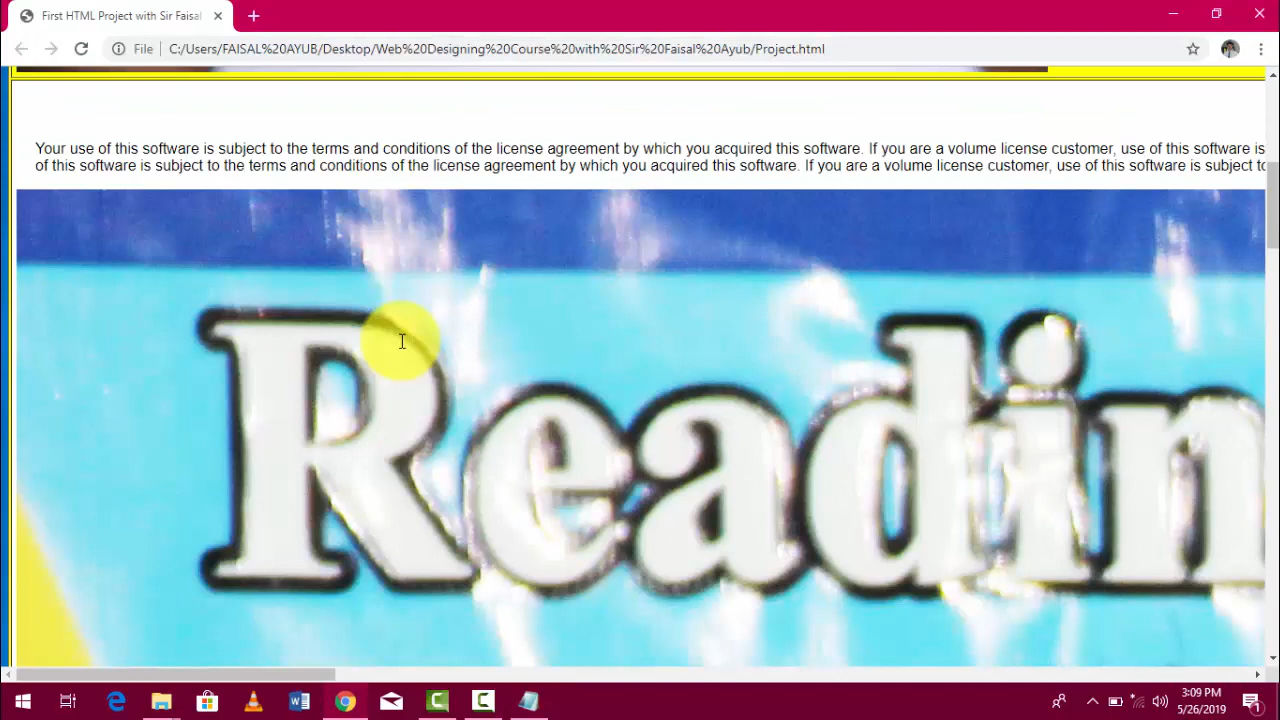 First HTML Project with Sir Faisal
File
C:/Users/FAISAL%20AYUB/Desktop/Web%20Designing%20Course%20with%20Sir%20Faisal%20Ayub/Project.html
Your use of this software is subject to the terms and conditions of the license agreement by which you acquired this software. If you are a volume license customer, use of this software is
of this software is subject to the terms and conditions of the license agreement by which you acquired this software. If you are a volume license customer, use of this software is subject to
Readin
3:09 PM
5/26/2019
1